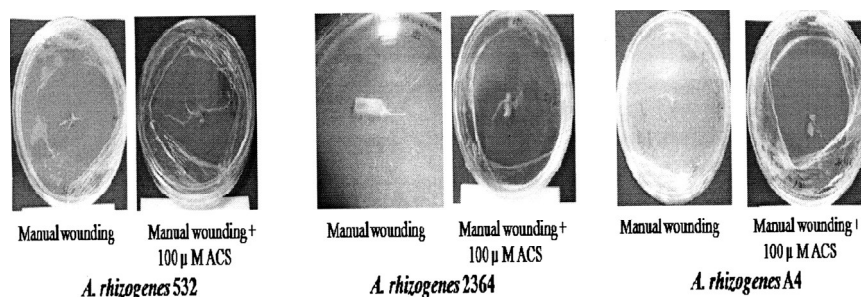 Manual wounding
Manual wounding +
100 µ M ACS
A. rhizogenes 532
Manual wounding
Manual wounding +
100 µ M ACS
A. rhizogenes 2364
Manual wounding
Manual wounding +
100 µ M ACS
A. rhizogenes A4